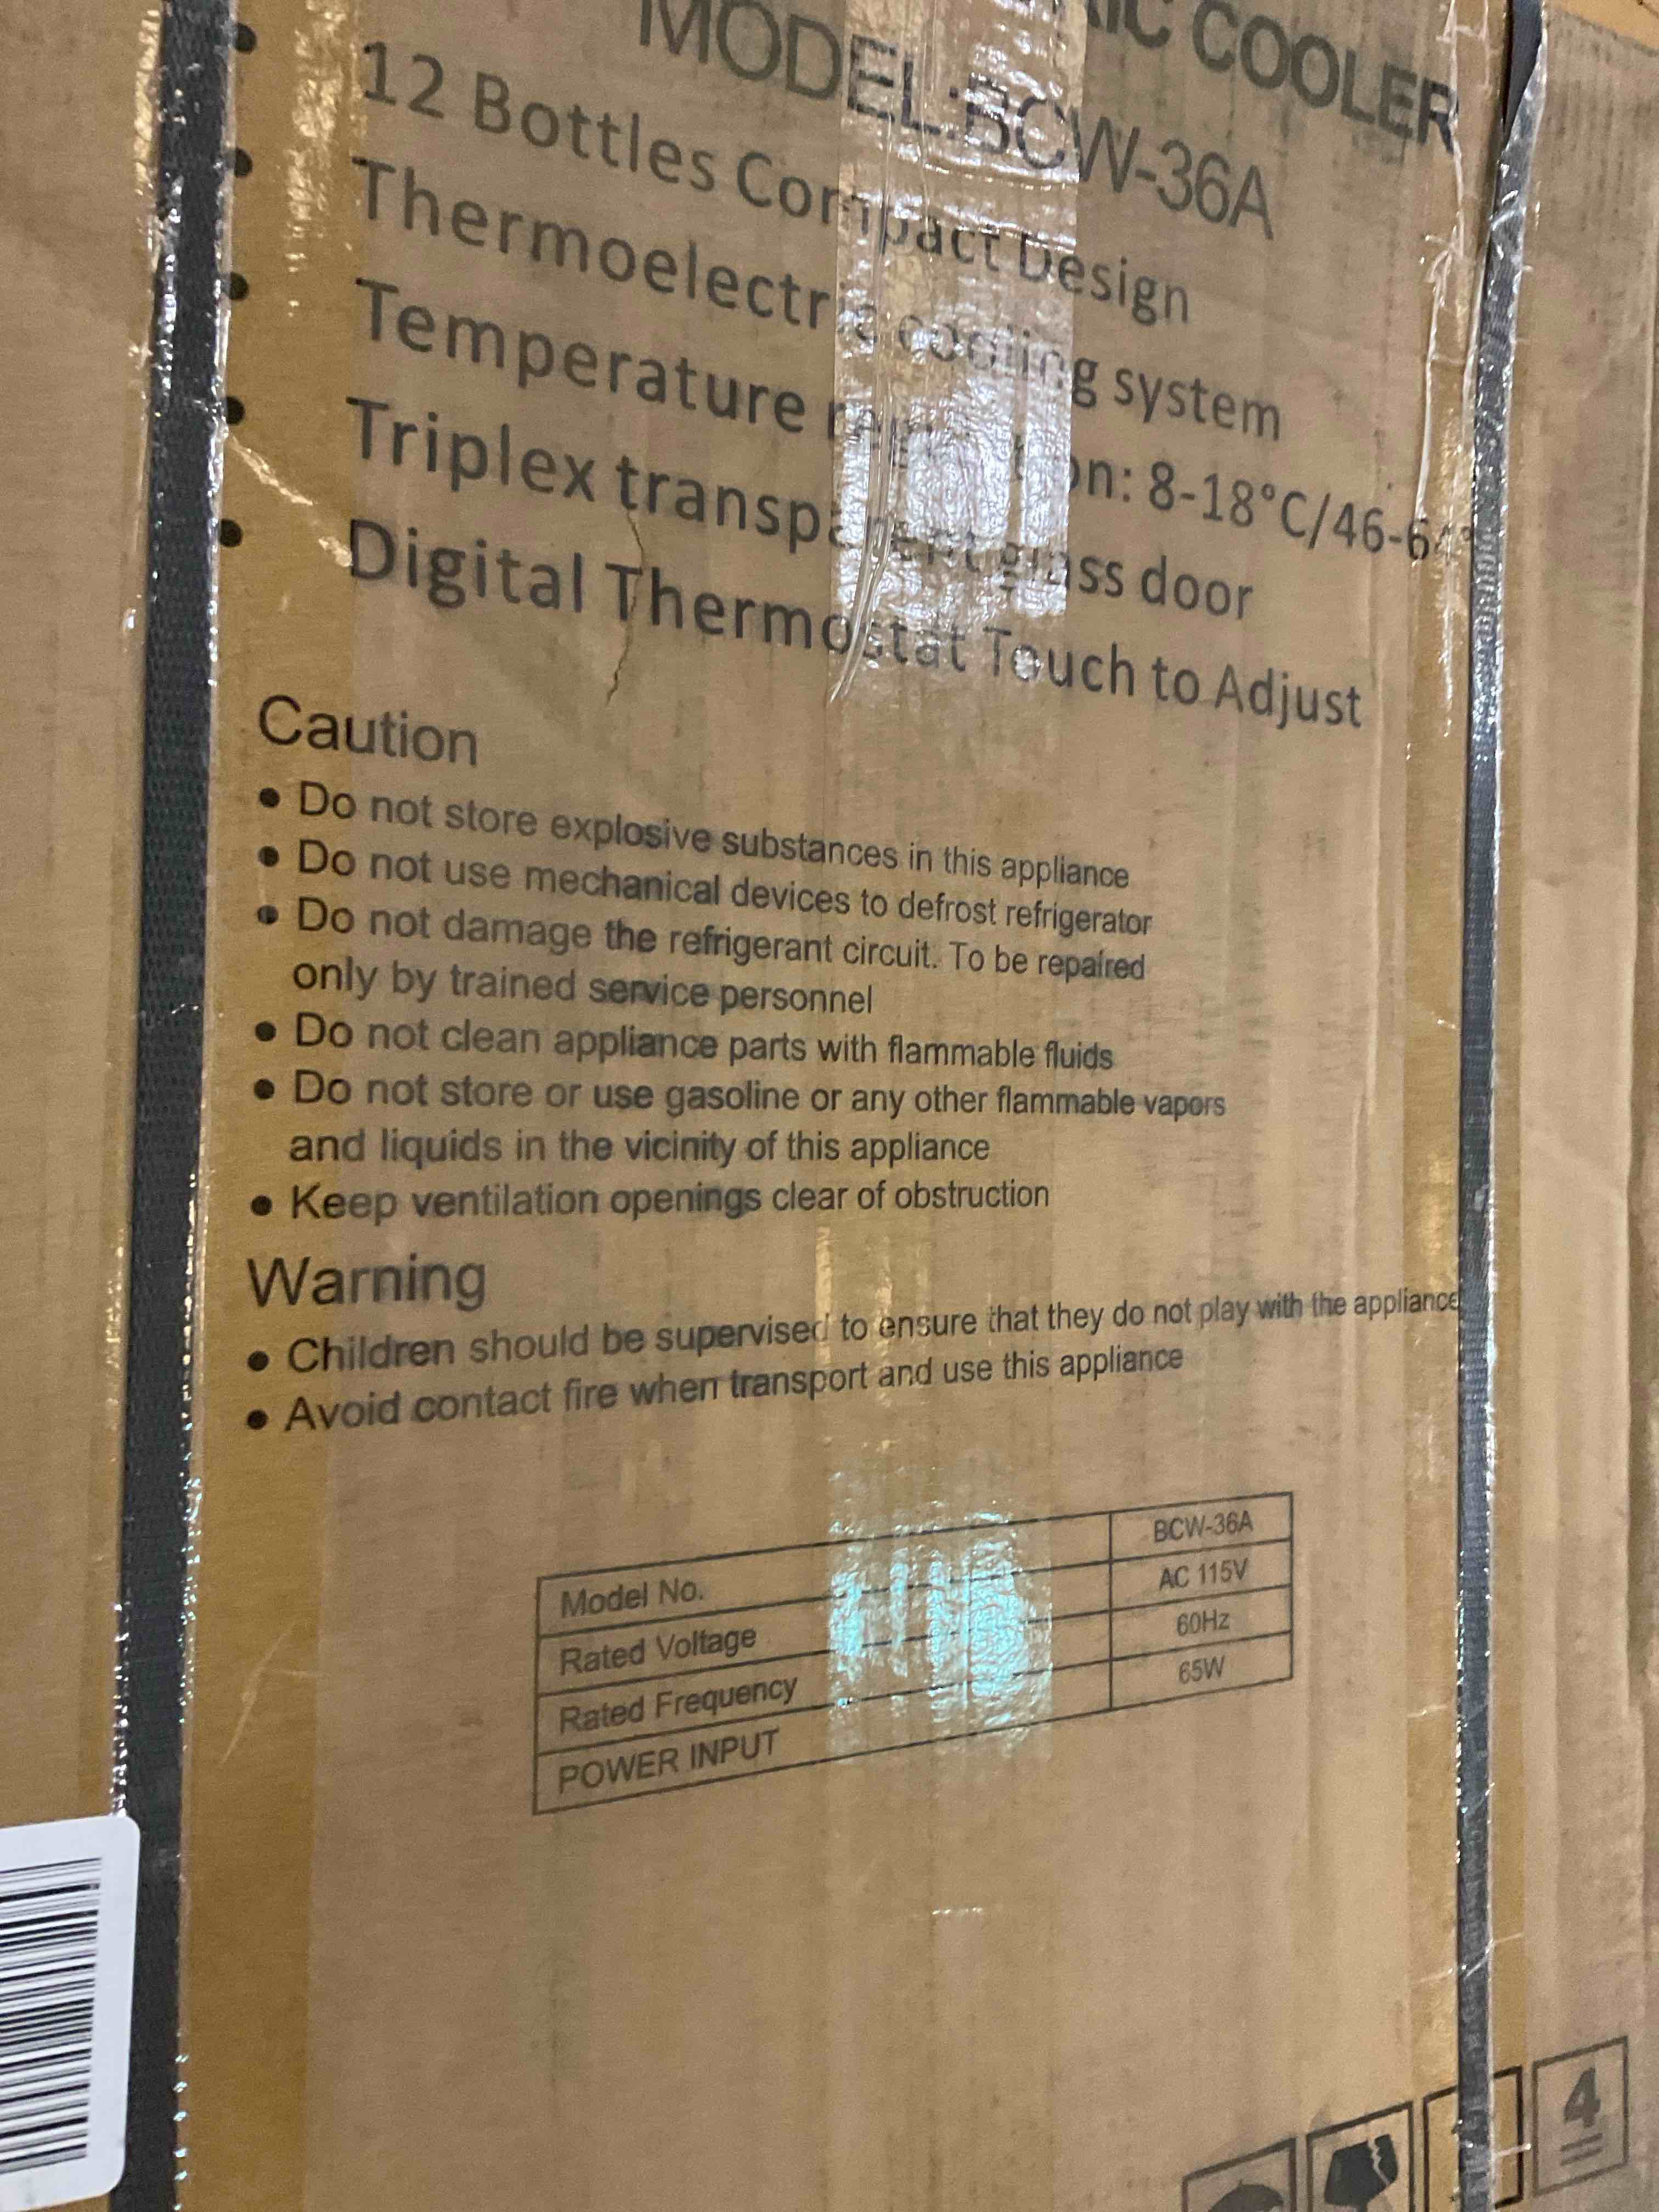 COOLER
MODEL:BCW-36A
12 Bottles Compact Design
Thermoelectric cooling system
Temperature 8-18°C/46-64°
Triplex transparent glass door
Digital Thermostat Touch to Adjust
Caution
● Do not store explosive substances in this appliance
● Do not use mechanical devices to defrost refrigerator
● Do not damage the refrigerant circuit. To be repaired
only by trained service personnel
● Do not clean appliance parts with flammable fluids
● Do not store or use gasoline or any other flammable vapors
and liquids in the vicinity of this appliance
● Keep ventilation openings clear of obstruction
Warning
● Children should be supervised to ensure that they do not play with the appliance
● Avoid contact fire when transport and use this appliance
Model No. BCW-36A
Rated Voltage AC 115V
Rated Frequency 60Hz
POWER INPUT 65W
4